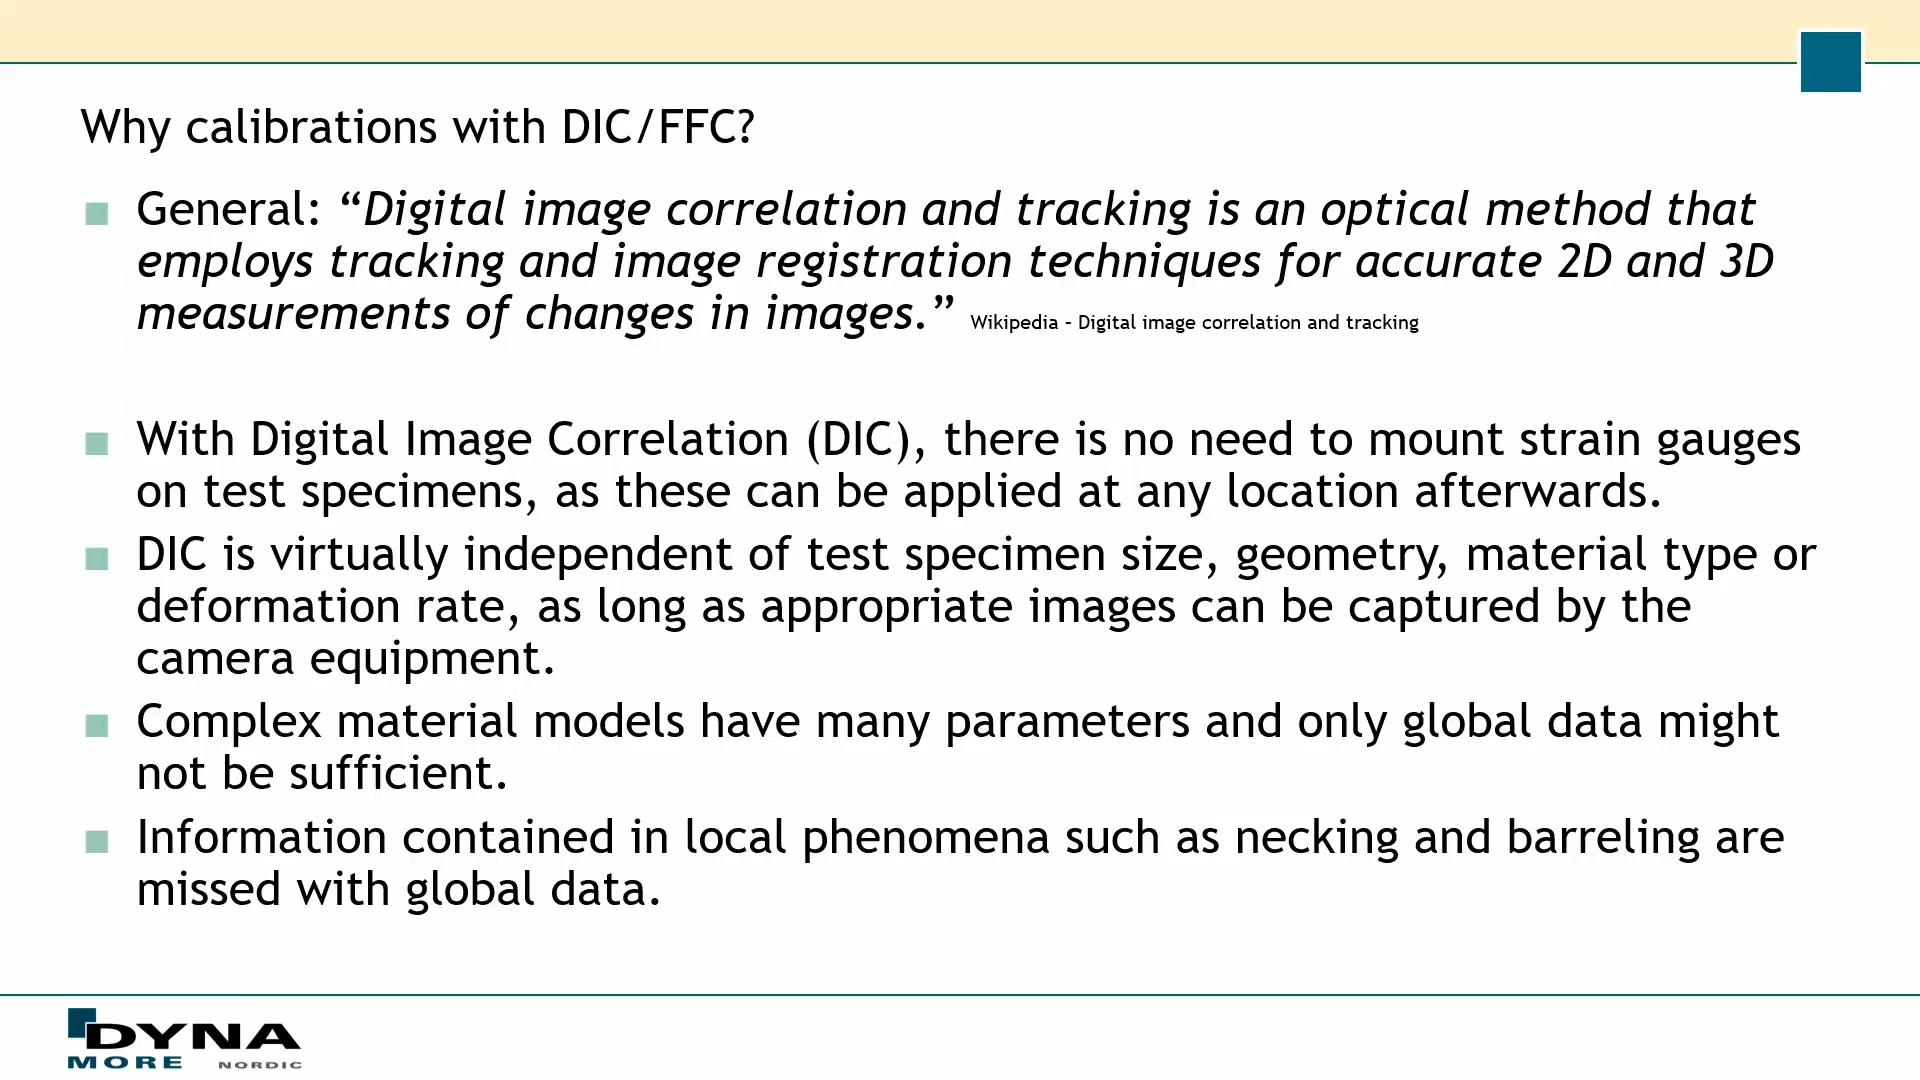 Why calibrations with DIC/FFC?
■ General: “Digital image correlation and tracking is an optical method that
employs tracking and image registration techniques for accurate 2D and 3D
measurements of changes in images.” Wikipedia – Digital image correlation and tracking
■ With Digital Image Correlation (DIC), there is no need to mount strain gauges
on test specimens, as these can be applied at any location afterwards.
■ DIC is virtually independent of test specimen size, geometry, material type or
deformation rate, as long as appropriate images can be captured by the
camera equipment.
■ Complex material models have many parameters and only global data might
not be sufficient.
■ Information contained in local phenomena such as necking and barreling are
missed with global data.
DYNA
MORE NORDIC